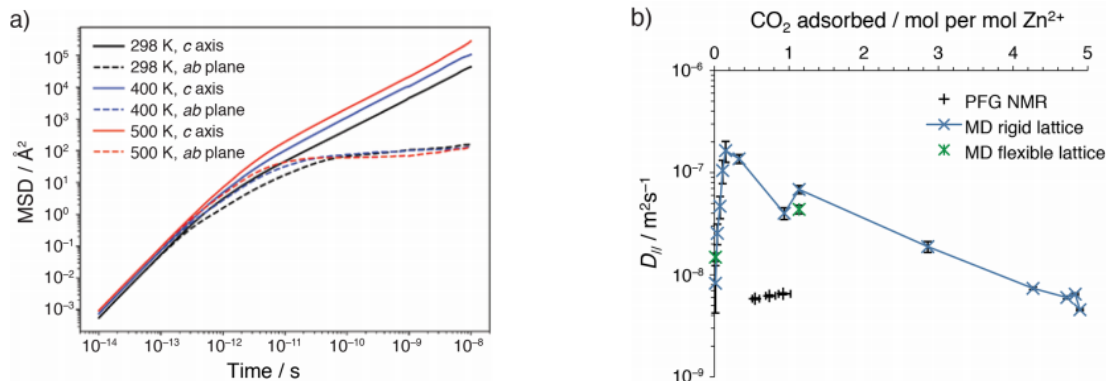 a)
MSD / Å²
10⁵
10⁴
10³
10²
10¹
10⁰
10⁻¹
10⁻²
10⁻³
298 K, c axis
298 K, ab plane
400 K, c axis
400 K, ab plane
500 K, c axis
500 K, ab plane
10⁻¹⁴ 10⁻¹³ 10⁻¹² 10⁻¹¹ 10⁻¹⁰ 10⁻⁹ 10⁻⁸
Time / s
b)
CO₂ adsorbed / mol per mol Zn²⁺
0 1 2 3 4 5
D// / m²s⁻¹
10⁻⁶
10⁻⁷
10⁻⁸
10⁻⁹
PFG NMR
MD rigid lattice
MD flexible lattice